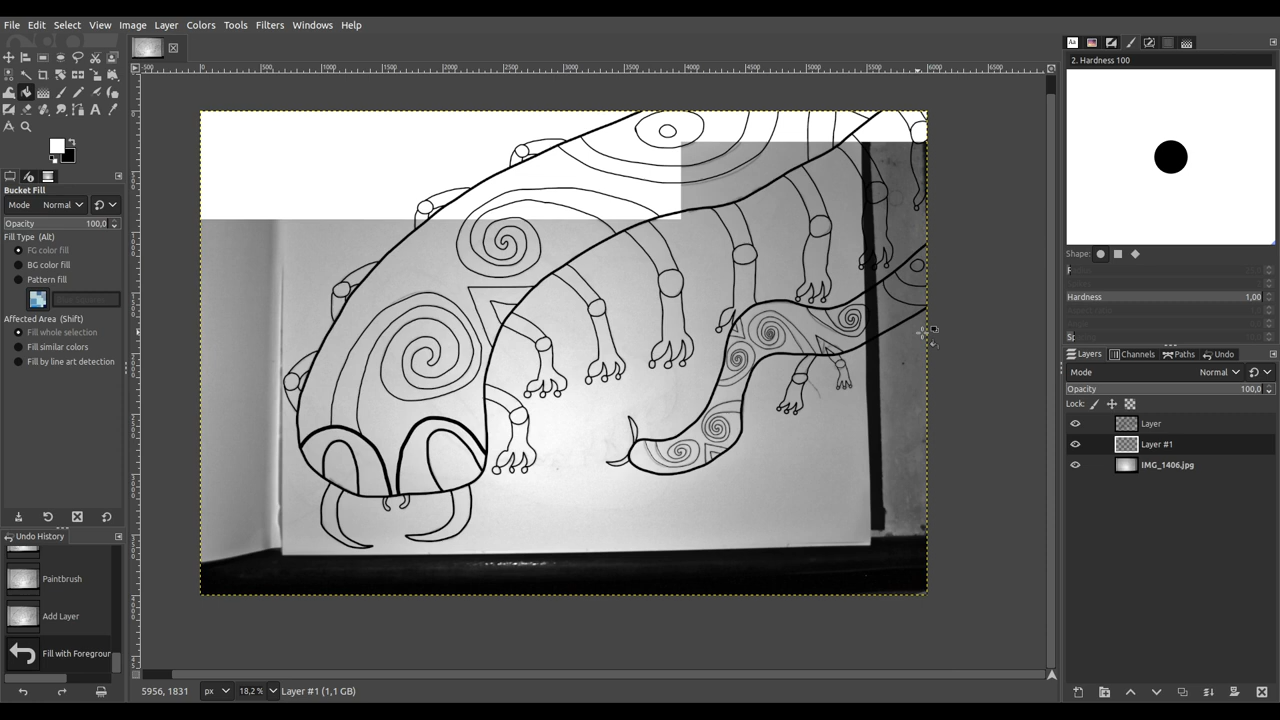 File Edit Select View Image Layer Colors Tools Filters Windows Help
2. Hardness 100
Bucket Fill
Mode Normal
Opacity 100,0
Fill Type (Alt)
FG color fill
BG color fill
Pattern fill
Affected Area (Shift)
Fill whole selection
Fill similar colors
Fill by line art detection
Undo History
Paintbrush
Add Layer
Fill with Foregrour
5956, 1831 px 18,2% Layer #1 (1,1 GB)
Shape:
Hardness 1,00
Layers Channels Paths Undo
Mode Normal
Opacity 100,0
Lock:
Layer
Layer #1
IMG_1406.jpg